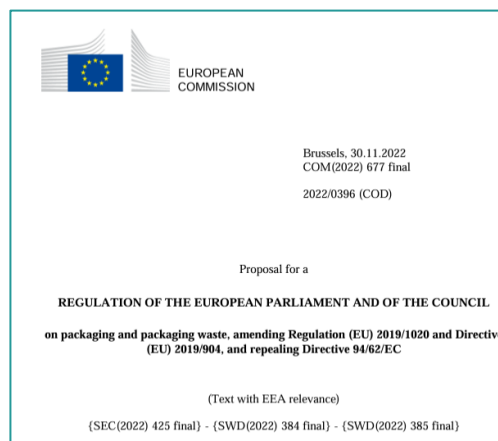 EUROPEAN
COMMISSION
Brussels, 30.11.2022
COM(2022) 677 final
2022/0396 (COD)
Proposal for a
REGULATION OF THE EUROPEAN PARLIAMENT AND OF THE COUNCIL
on packaging and packaging waste, amending Regulation (EU) 2019/1020 and Directiv
(EU) 2019/904, and repealing Directive 94/62/EC
(Text with EEA relevance)
{SEC(2022) 425 final} - {SWD(2022) 384 final} - {SWD(2022) 385 final}